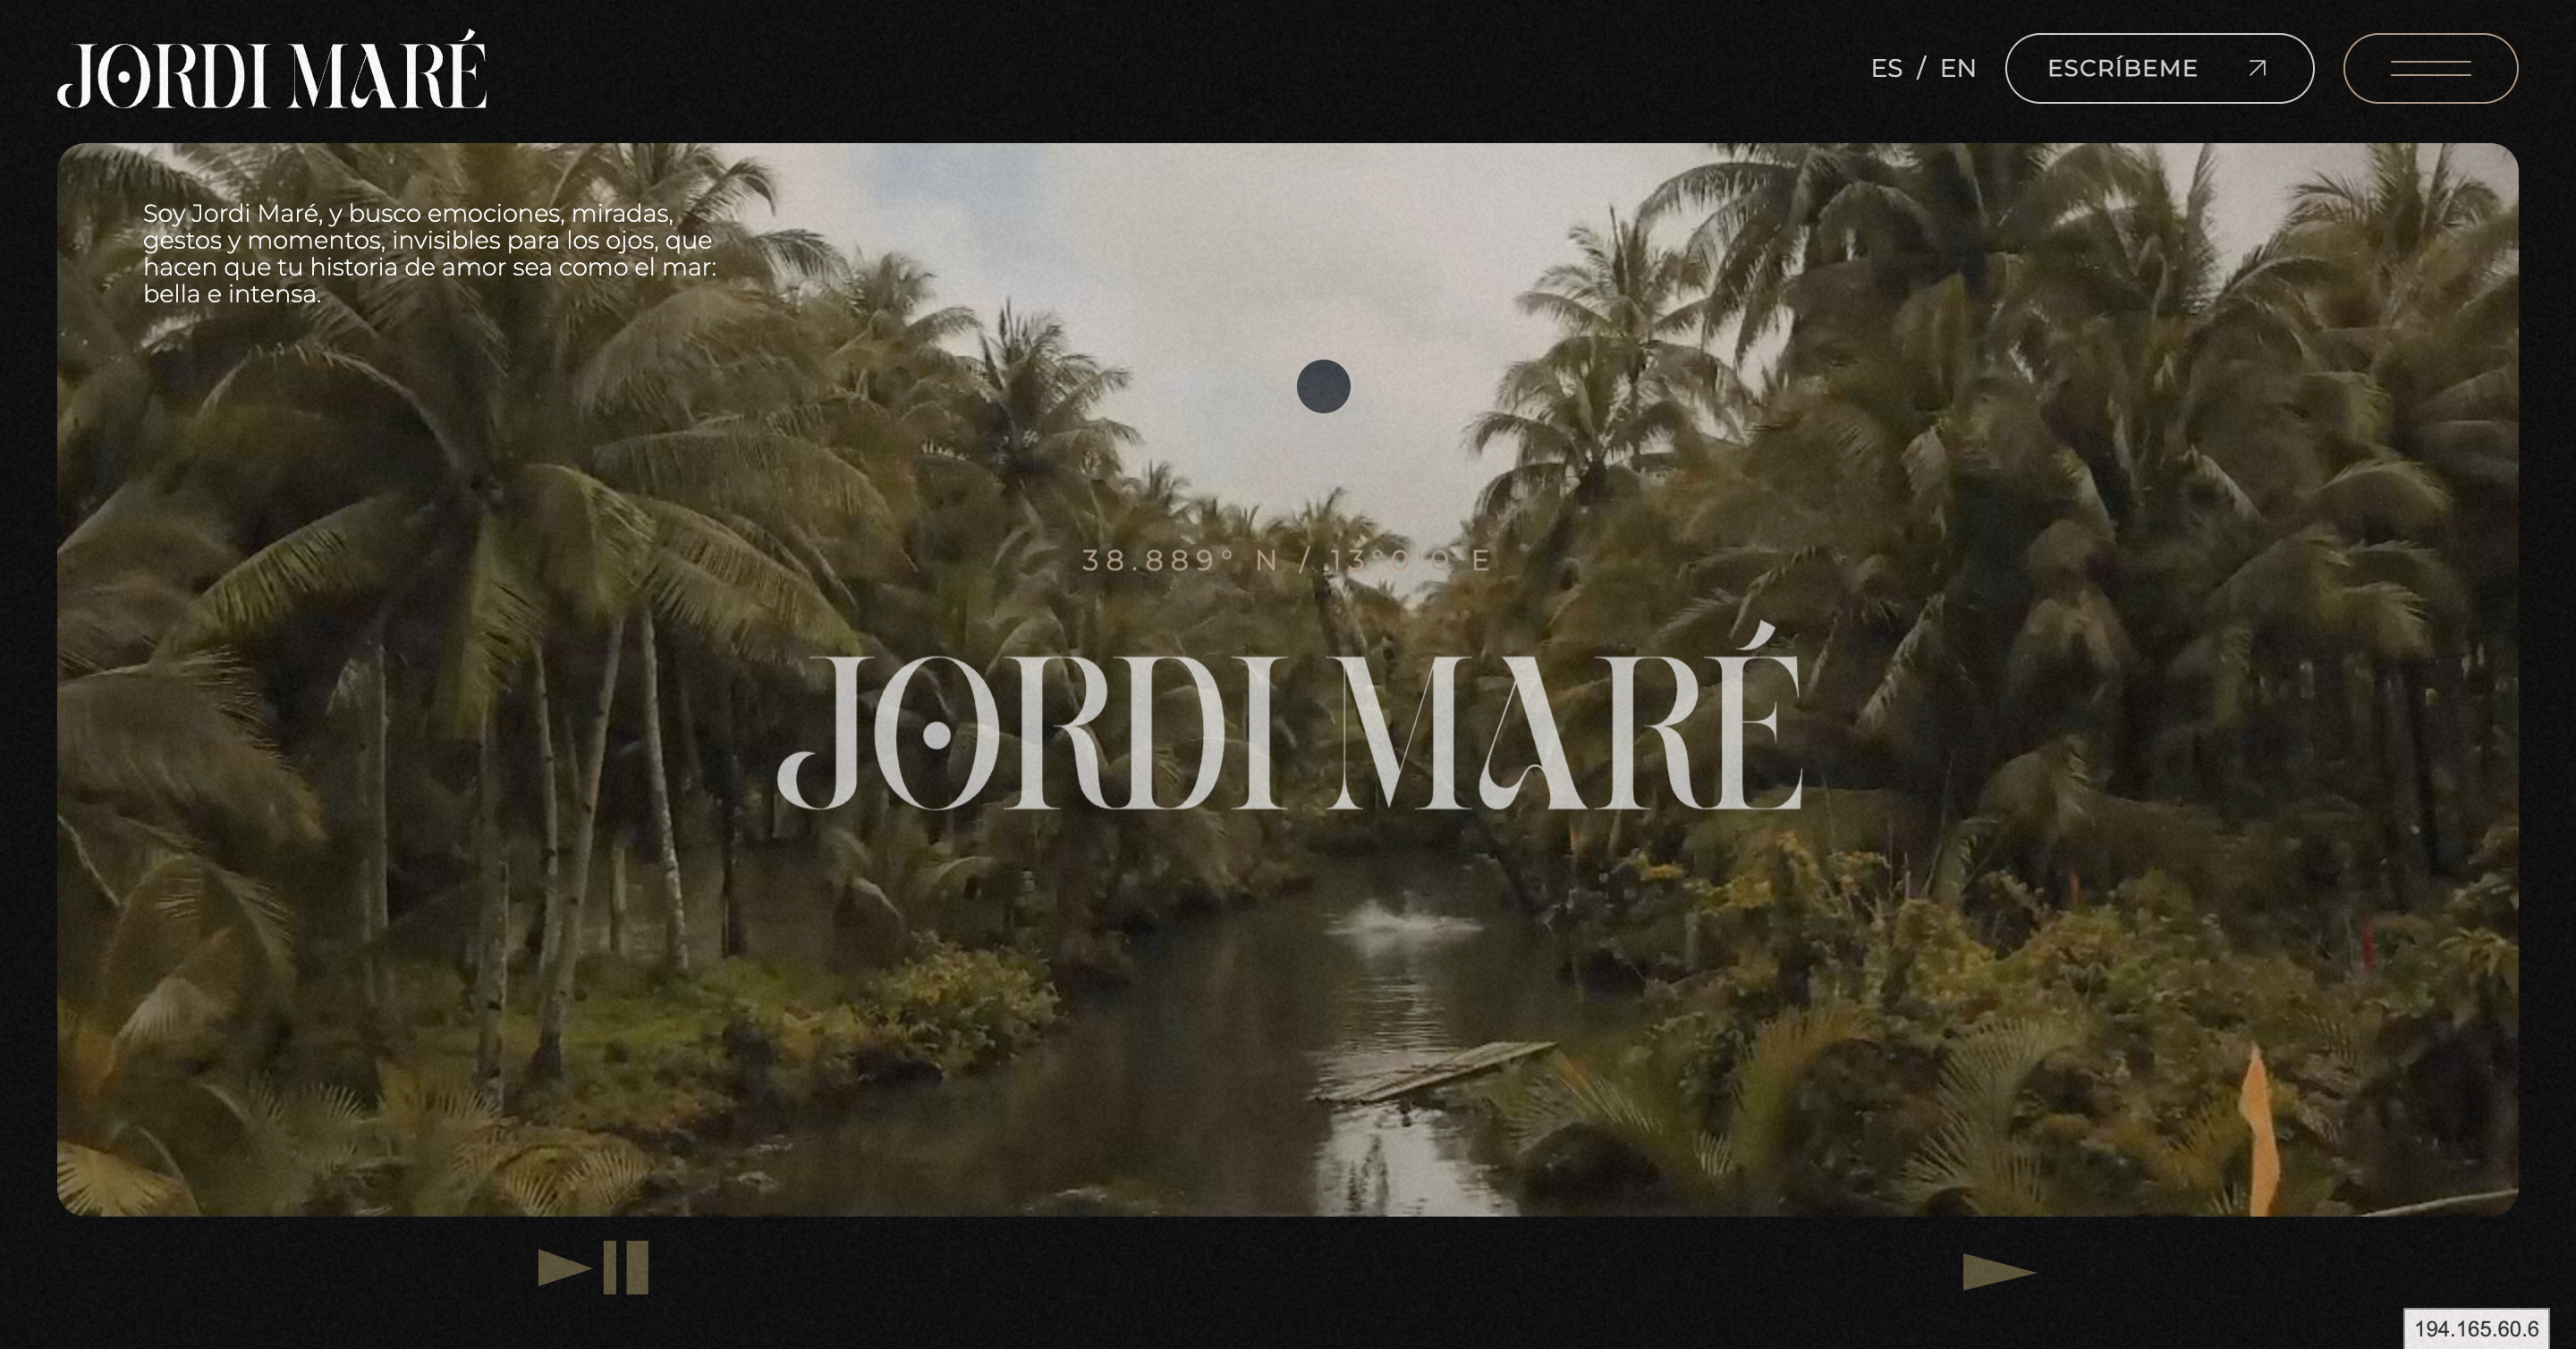 JORDI MARÉ
ES / EN
ESCRÍBEME
Soy Jordi Maré, y busco emociones, miradas,
gestos y momentos, invisibles para los ojos, que
hacen que tu historia de amor sea como el mar:
bella e intensa.
38.889° N / 13°0 0 E
JORDI MARÉ
194.165.60.6